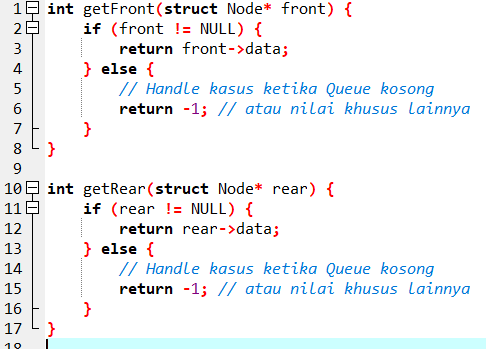 1 int getFront(struct Node* front) {
2 if (front != NULL) {
3 return front->data;
4 } else {
5 // Handle kasus ketika Queue kosong
6 return -1; // atau nilai khusus lainnya
7 }
8 }
9
10 int getRear(struct Node* rear) {
11 if (rear != NULL) {
12 return rear->data;
13 } else {
14 // Handle kasus ketika Queue kosong
15 return -1; // atau nilai khusus lainnya
16 }
17 }
18